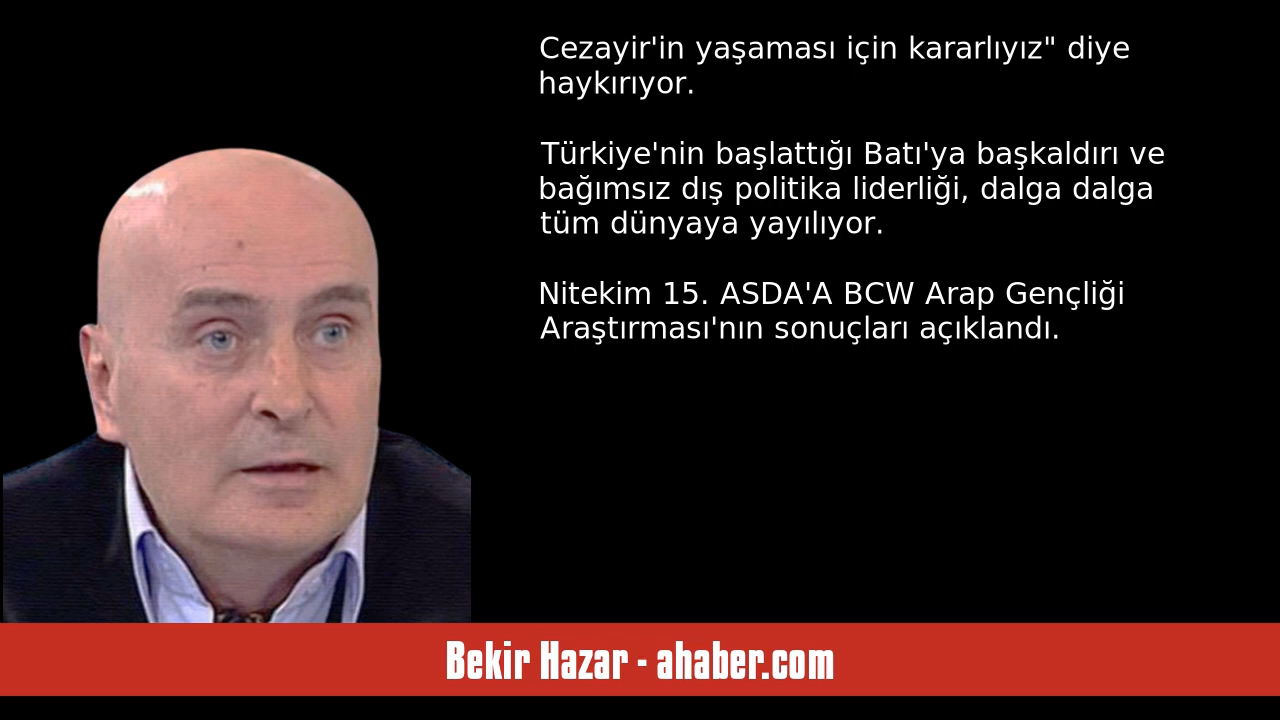 Cezayir'in yaşaması için kararlıyız" diye
haykırıyor.
Türkiye'nin başlattığı Batı'ya başkaldırı ve
bağımsız dış politika liderliği, dalga dalga
tüm dünyaya yayılıyor.
Nitekim 15. ASDA'A BCW Arap Gençliği
Araştırması'nın sonuçları açıklandı.
Bekir Hazar - ahaber.com